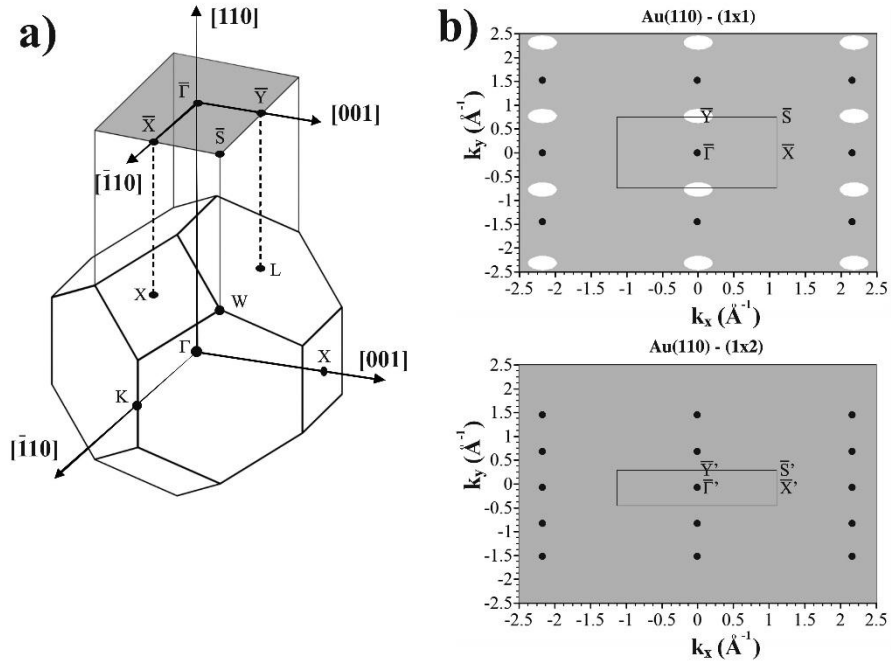 a)
[110]
Γ̅
Y̅
[001]
X̅
S̅
[1̅10]
L
X
W
Γ
X
[001]
K
[1̅10]
b)
Au(110) - (1x1)
k_y (Å⁻¹)
2.5
2
1.5
1
0.5
0
-0.5
-1
-1.5
-2
-2.5
Y̅ S̅
Γ̅ X̅
-2.5 -2 -1.5 -1 -0.5 0 0.5 1 1.5 2 2.5
k_x (Å⁻¹)
Au(110) - (1x2)
k_y (Å⁻¹)
2.5
2
1.5
1
0.5
0
-0.5
-1
-1.5
-2
-2.5
Y̅' S̅'
Γ̅' X̅'
-2.5 -2 -1.5 -1 -0.5 0 0.5 1 1.5 2 2.5
k_x (Å⁻¹)